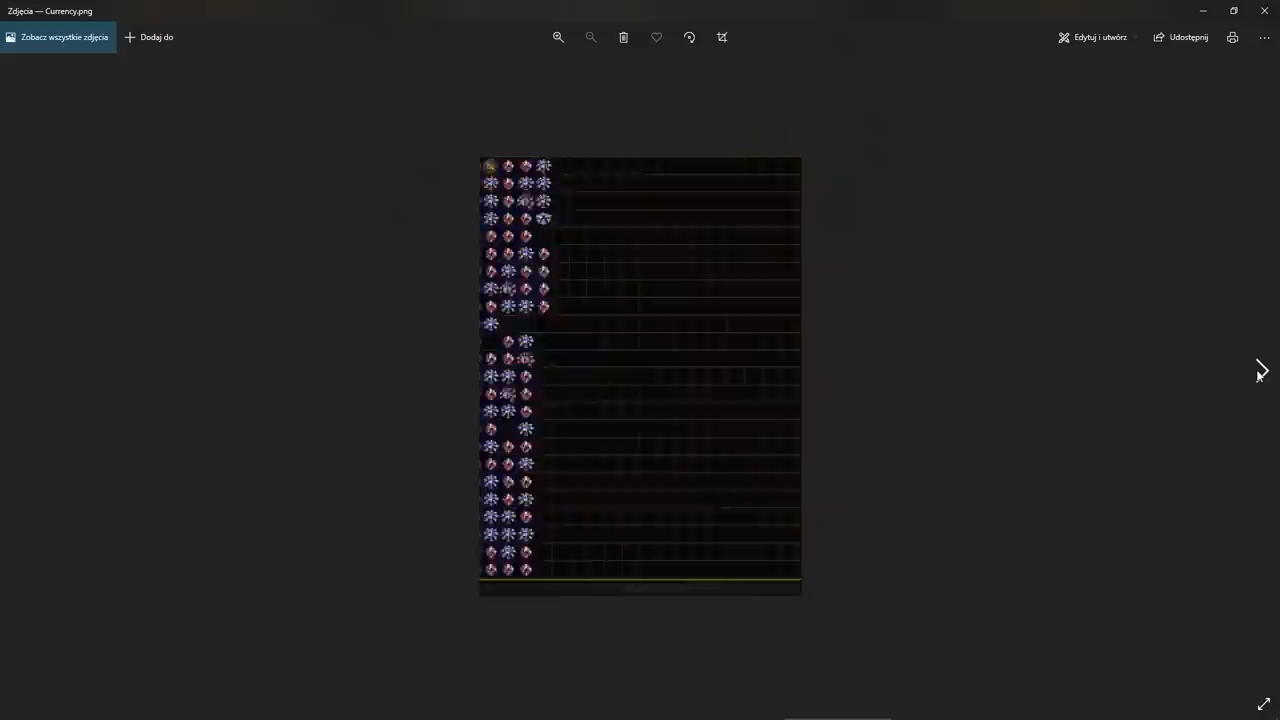 Zdjęcia — Currency.png
Zobacz wszystkie zdjęcia
Dodaj do
Edytuj i utwórz
Udostępnij